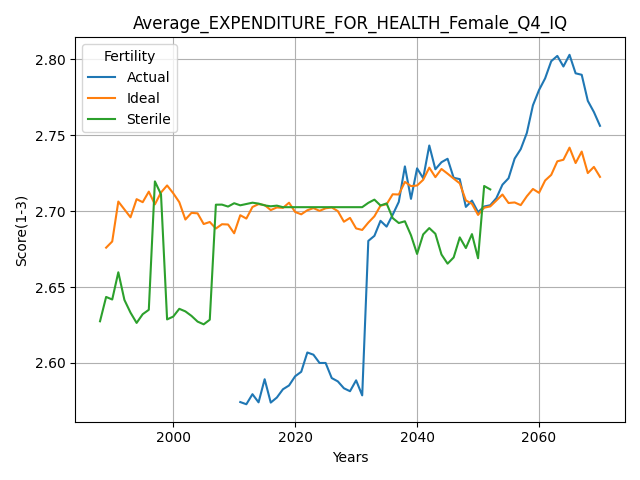 Average_EXPENDITURE_FOR_HEALTH_Female_Q4_IQ
Fertility
Actual
Ideal
Sterile
Score(1-3)
2.80
2.75
2.70
2.65
2.60
2000
2020
2040
2060
Years